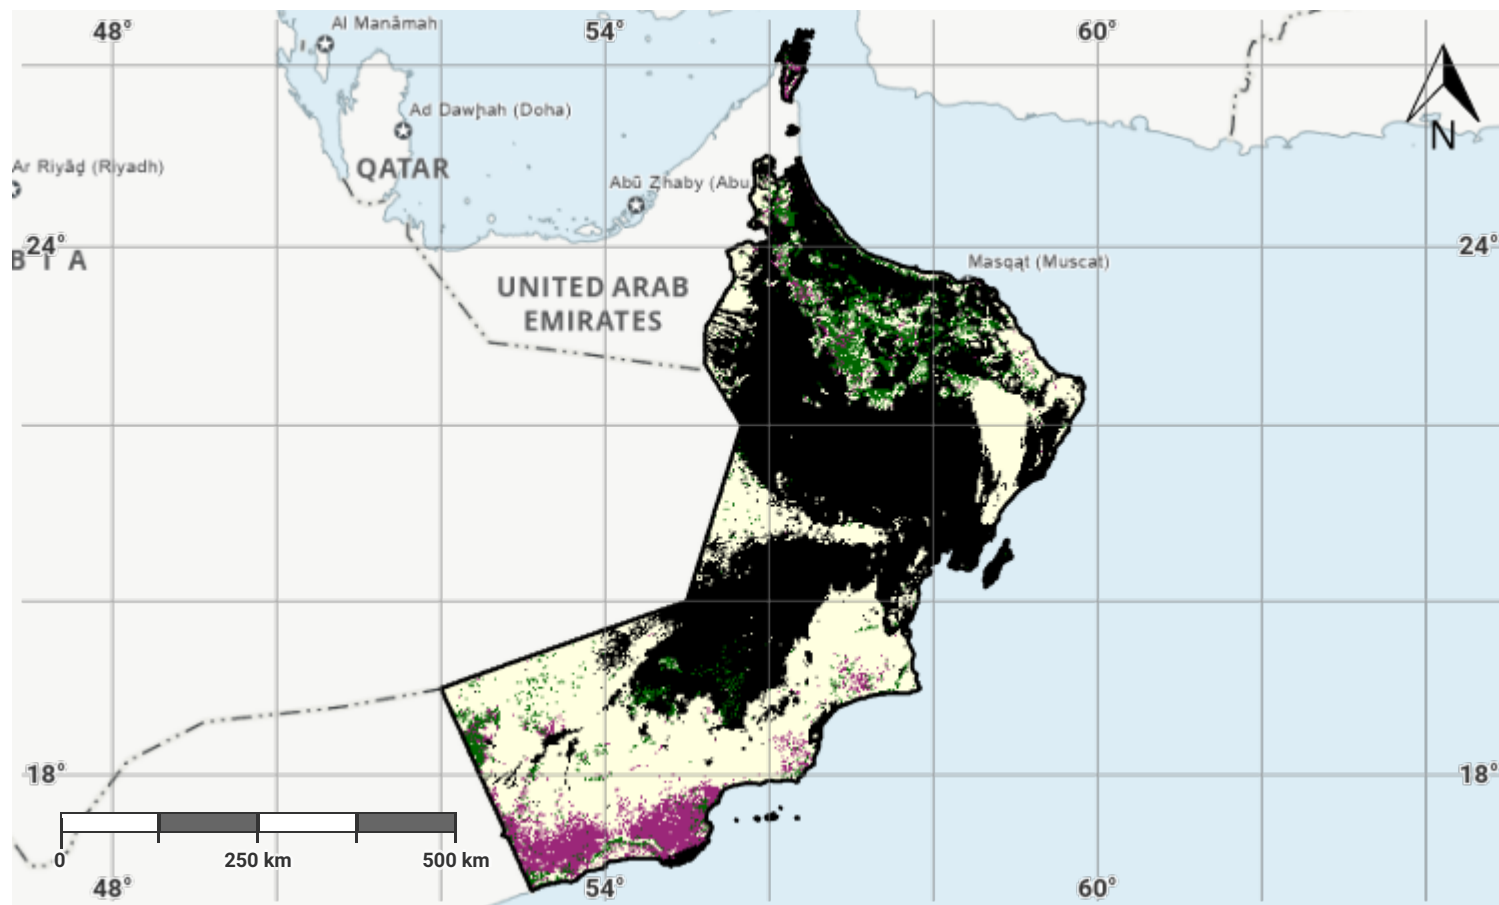 48°
Al Manāmah
54°
60°
Ad Dawḩah (Doha)
N
Ar Riyāḑ (Riyadh)
QATAR
Abū Z̧haby (Abu
24°
B I A
Masqaţ (Muscat)
24°
UNITED ARAB
EMIRATES
18°
18°
0
250 km
500 km
48°
54°
60°